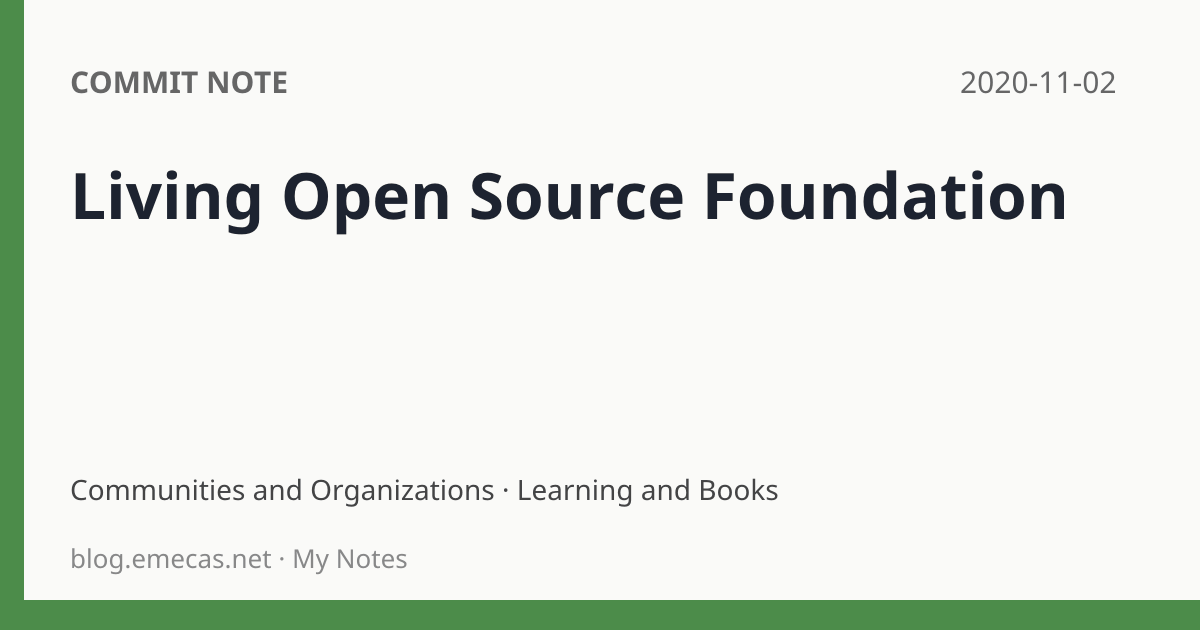 COMMIT NOTE
2020-11-02
Living Open Source Foundation
Communities and Organizations · Learning and Books
blog.emecas.net · My Notes